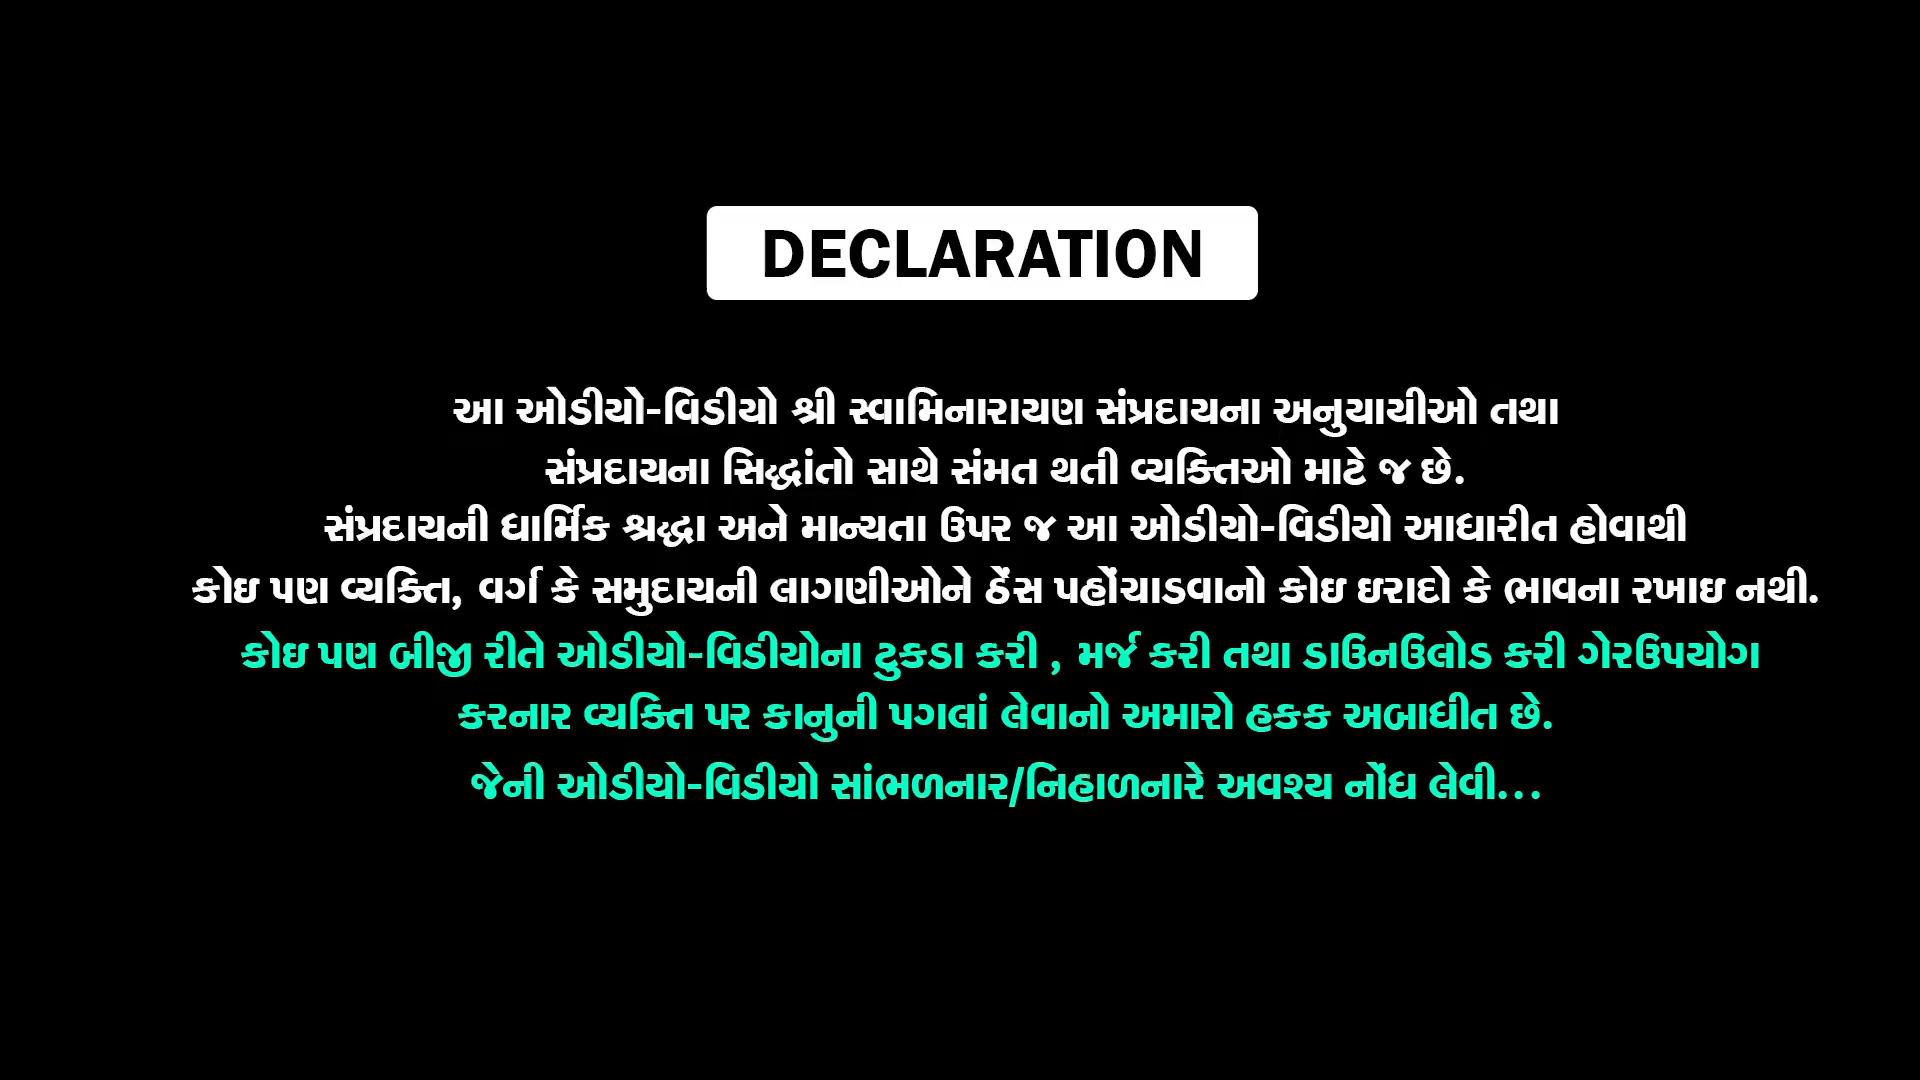 DECLARATION
આ ઓડીયો-વિડીયો શ્રી સ્વામિનારાયણ સંપ્રદાયના અનુયાયીઓ તથા
સંપ્રદાયના સિદ્ધાંતો સાથે સંમત થતી વ્યક્તિઓ માટે જ છે.
સંપ્રદાયની ધાર્મિક શ્રદ્ધા અને માન્યતા ઉપર જ આ ઓડીયો-વિડીયો આધારીત હોવાથી
કોઇ પણ વ્યક્તિ, વર્ગ કે સમુદાયની લાગણીઓને ઠેંસ પહોંચાડવાનો કોઇ ઇરાદો કે ભાવના રખાઇ નથી.
કોઇ પણ બીજી રીતે ઓડીયો-વિડીયોના ટુકડા કરી , મર્જ કરી તથા ડાઉનઉલોડ કરી ગેરઉપયોગ
કરનાર વ્યક્તિ પર કાનુની પગલાં લેવાનો અમારો હકક અબાધીત છે.
જેની ઓડીયો-વિડીયો સાંભળનાર/નિહાળનારે અવશ્ય નોંધ લેવી...